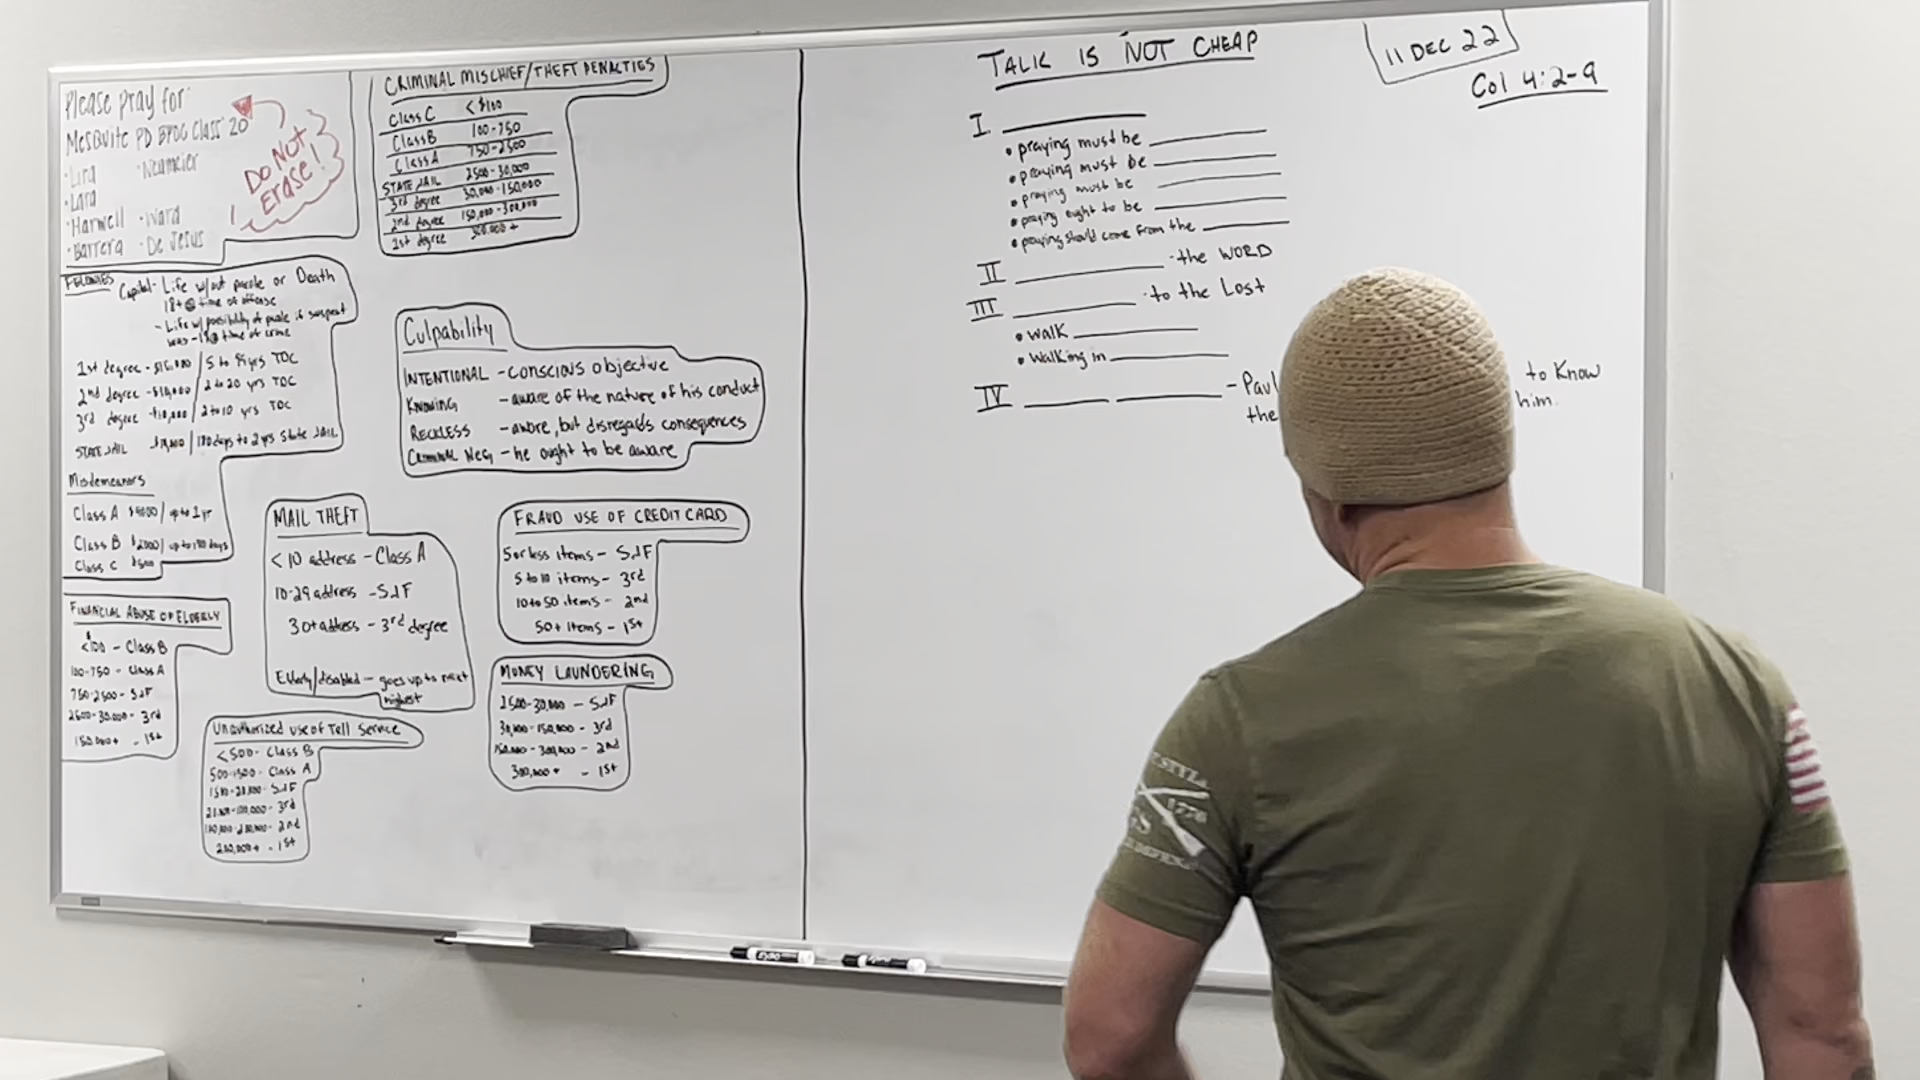 Please pray for:
Mesquite PD BPOC Class 20
DO NOT
ERASE!
• Lira • Neumeier
• Lara
• Harwell • Ward
• Barrera • De Jesus
CRIMINAL MISCHIEF/THEFT PENALTIES
Class C < $100
Class B 100-750
Class A 750-2500
STATE JAIL 2500-30,000
3rd degree 30,000-150,000
2nd degree 150,000-300,000
1st degree 300,000+
FELONIES
Capital- Life w/out parole or Death
18+@ time of offense
- Life w/ possibility of parole if suspect
was @ time of crime
1st degree - $10,000 / 5 to 99yrs TDC
2nd degree - $10,000 / 2 to 20 yrs TDC
3rd degree - $10,000 / 2 to 10 yrs TDC
STATE JAIL / 180 days to 2 yrs State JAIL
Misdemeanors
Class A $4000 / up to 1yr
Class B $2000 / up to 180 days
Class C $500
Culpability
INTENTIONAL - conscious objective
KNOWING - aware of the nature of his conduct
RECKLESS - aware, but disregards consequences
CRIMINAL NEG - he ought to be aware
MAIL THEFT
< 10 address - Class A
10-29 address - SJF
30+ address - 3rd degree
Elderly/disabled - goes up to next
highest
FRAUD USE OF CREDIT CARD
5 or less items - SJF
5 to 10 items - 3rd
10 to 50 items - 2nd
50+ items - 1st
FINANCIAL ABUSE OF ELDERLY
<$100 - Class B
100-750 - Class A
750-2500 - SJF
2500-30,000 - 3rd
150,000+ - 1st
MONEY LAUNDERING
2500-30,000 - SJF
30,000-150,000 - 3rd
150,000-300,000 - 2nd
300,000+ - 1st
Unauthorized use of Tell Service
<500- Class B
500-1500- Class A
1500-20,000- SJF
20,000-100,000- 3rd
100,000-200,000- 2nd
200,000+ - 1st
TALK IS NOT CHEAP
11 DEC 22
Col 4:2-9
I. ________
• praying must be ________
• praying must be ________
• praying must be ________
• praying ought to be ________
• praying should come from the ________
II ________ - the WORD
III ________ - to the Lost
• walk ________
• walking in ________
IV ________ ________ - Paul to Know
the him.
1776